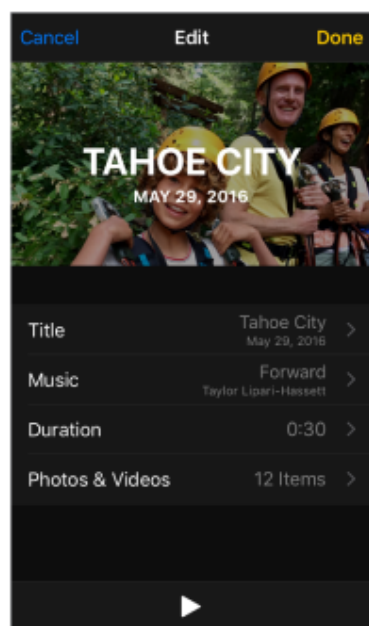 Cancel Edit Done
TAHOE CITY
MAY 29, 2016
Title Tahoe City
May 29, 2016
Music Forward
Taylor Lipari-Hassett
Duration 0:30
Photos & Videos 12 Items